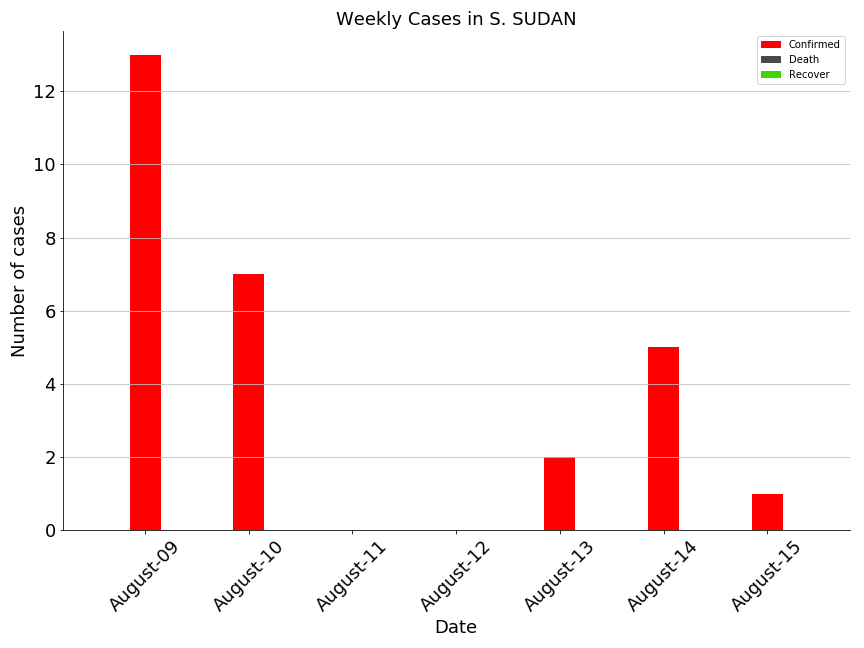 Weekly Cases in S. SUDAN
Confirmed
Death
Recover
Number of cases
12
10
8
6
4
2
0
August-09
August-10
August-11
August-12
August-13
August-14
August-15
Date